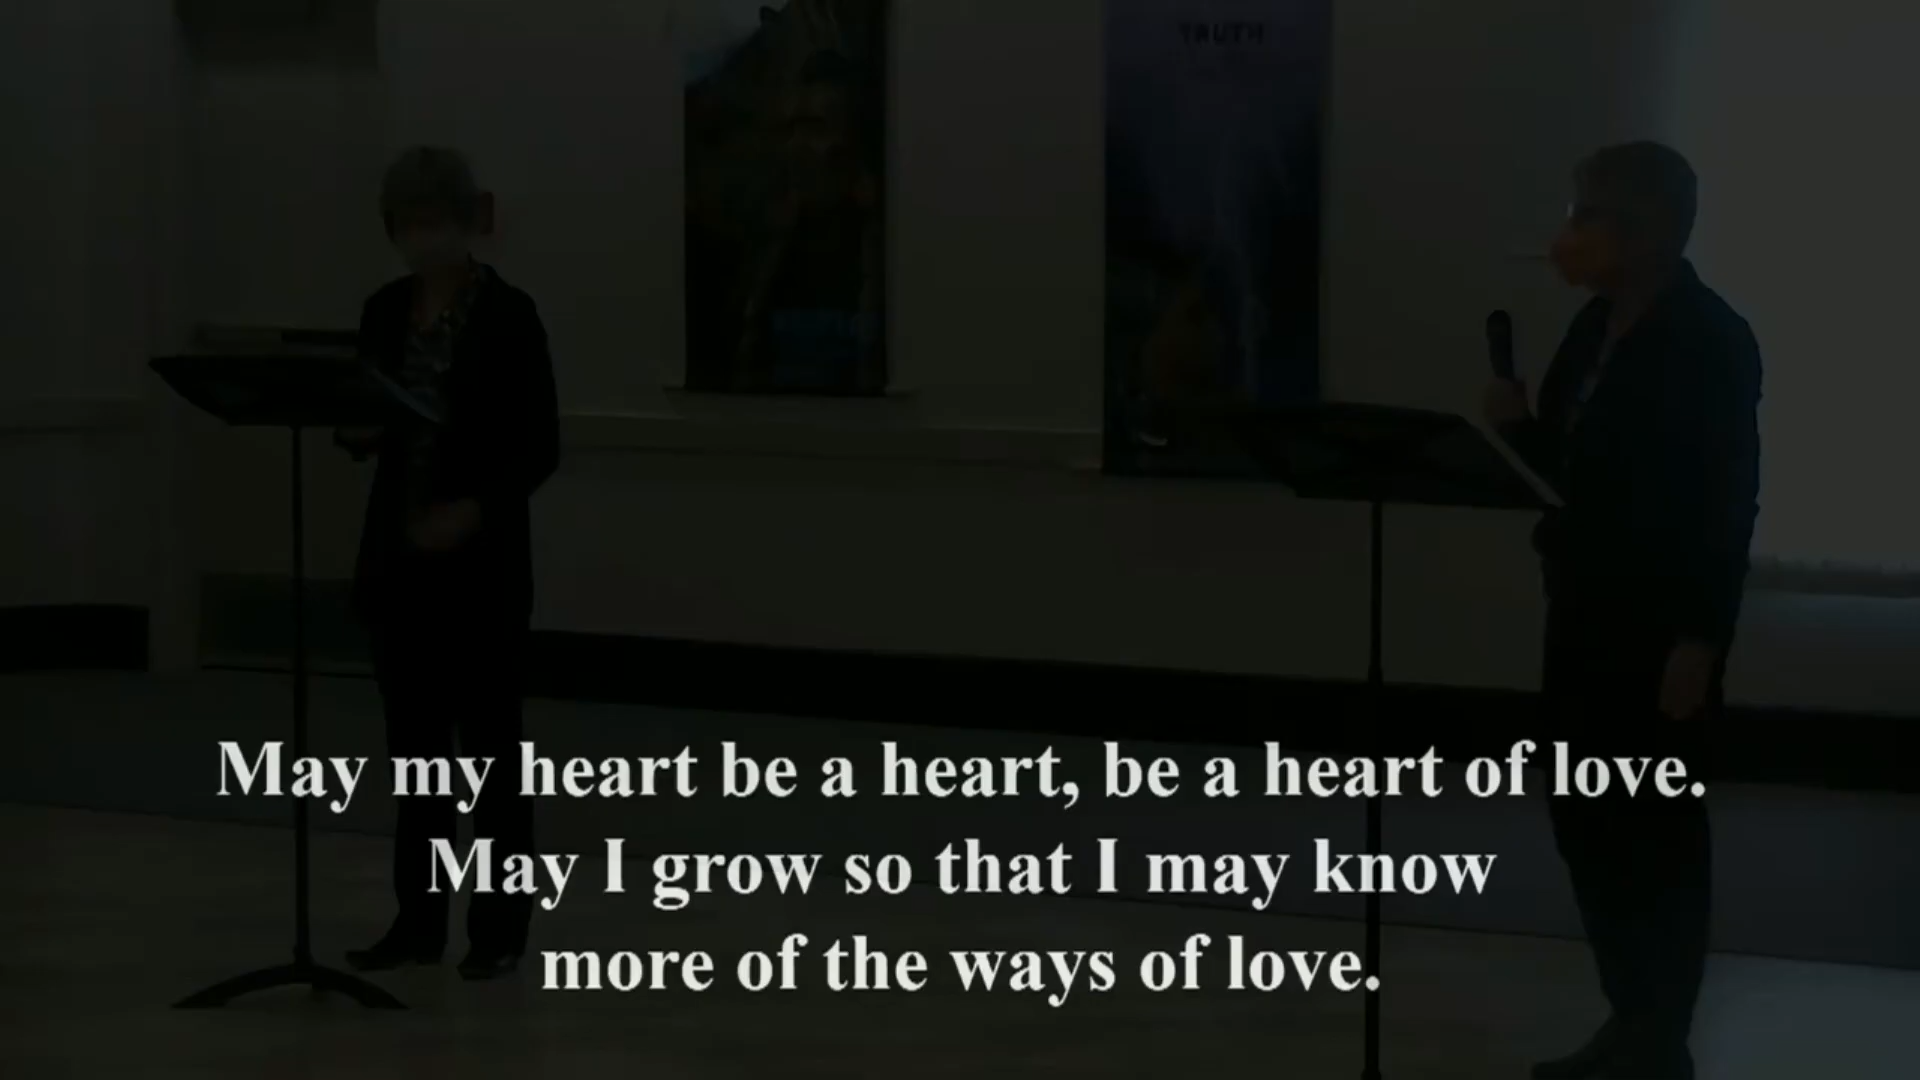 TRUTH
May my heart be a heart, be a heart of love.
May I grow so that I may know
more of the ways of love.